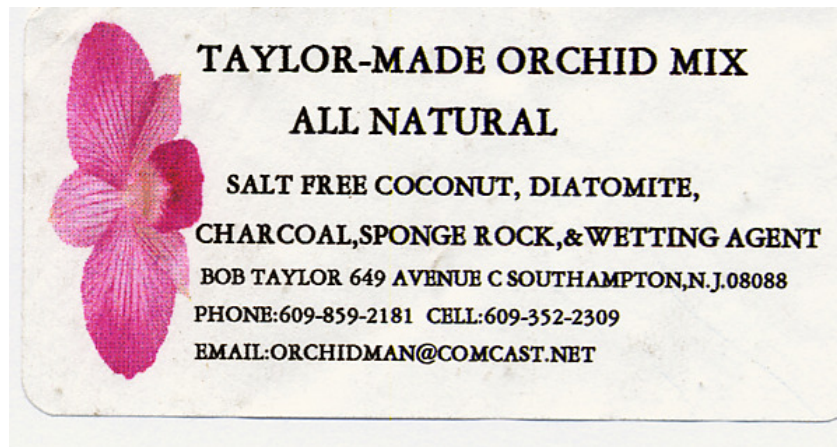 TAYLOR-MADE ORCHID MIX
ALL NATURAL
SALT FREE COCONUT, DIATOMITE,
CHARCOAL,SPONGE ROCK,&WETTING AGENT
BOB TAYLOR 649 AVENUE C SOUTHAMPTON,N.J.08088
PHONE:609-859-2181 CELL:609-352-2309
EMAIL:ORCHIDMAN@COMCAST.NET